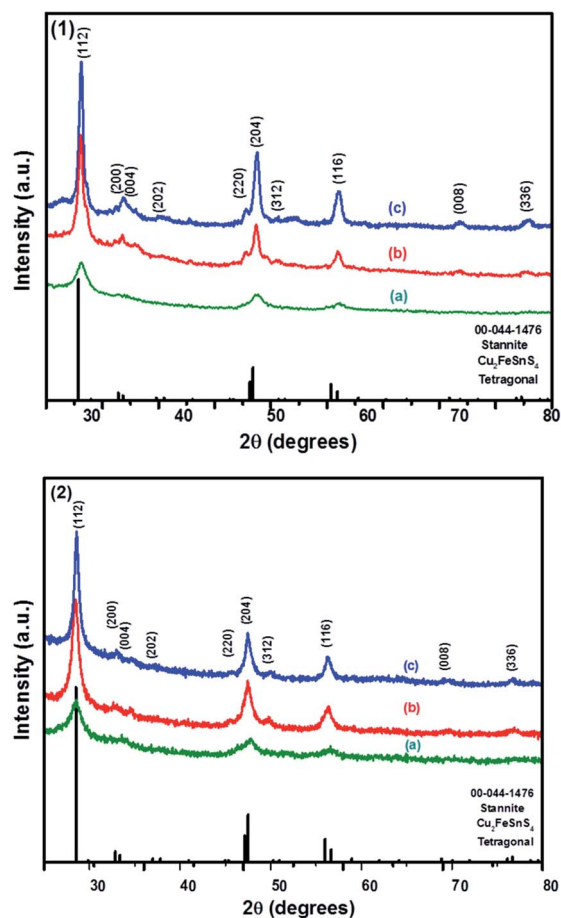 (1)
(112)
(200)
(004)
(202)
(220)
(204)
(312)
(116)
(008)
(336)
(c)
(b)
(a)
Intensity (a.u.)
00-044-1476
Stannite
Cu₂FeSnS₄
Tetragonal
30 40 50 60 70 80
2θ (degrees)
(2)
(112)
(200)
(004)
(202)
(220)
(204)
(312)
(116)
(008)
(336)
(c)
(b)
(a)
Intensity (a.u.)
00-044-1476
Stannite
Cu₂FeSnS₄
Tetragonal
30 40 50 60 70 80
2θ (degrees)